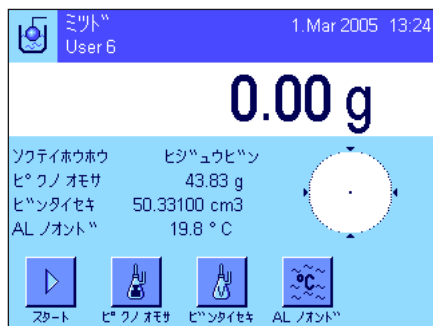 ミツド 1.Mar 2005 13:24
User 6
0.00 g
ソクテイホウホウ ヒジュウビン
ピクノ オモサ 43.83 g
ビンタイセキ 50.33100 cm3
AL ノオンド 19.8 °C
°C
スタート ピクノ オモサ ビンタイセキ AL ノオンド